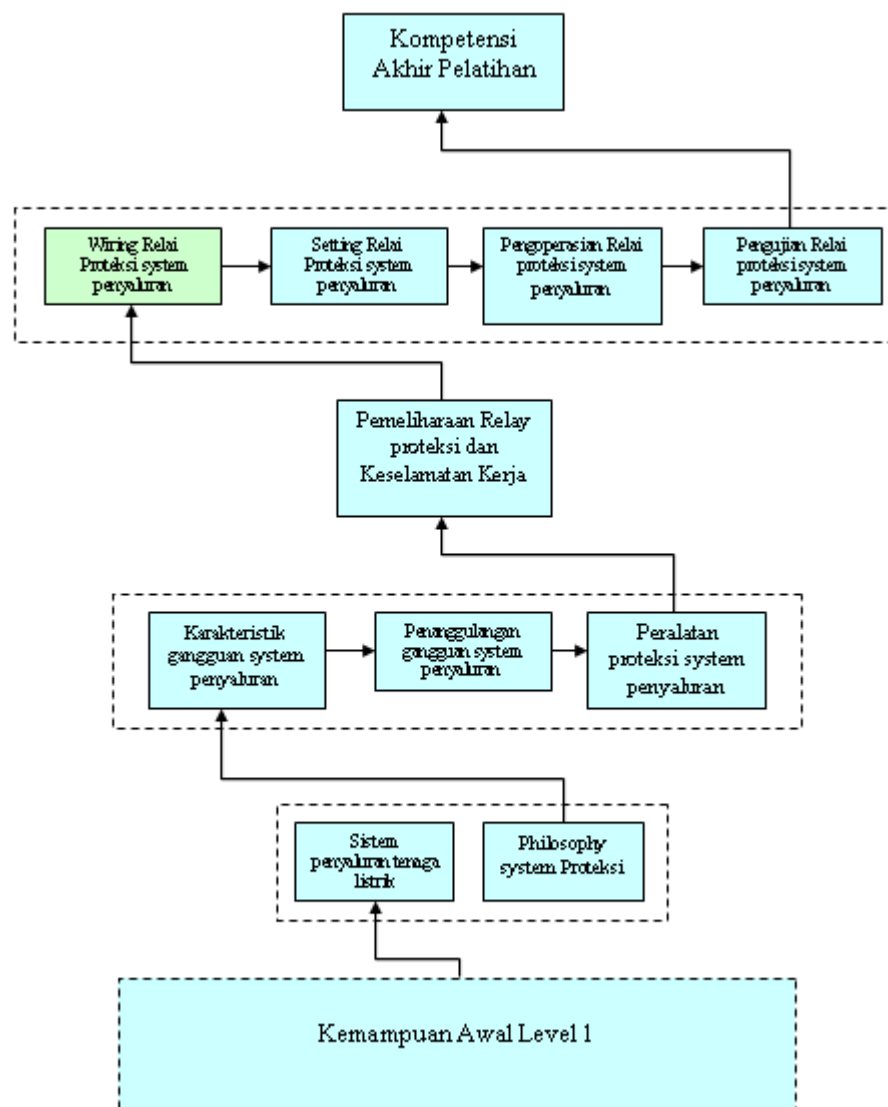 Kompetensi
Akhir Pelatihan
Wiring Relai
Proteksi system
penyaluran
Setting Relai
Proteksi system
penyaluran
Pengoperasian Relai
proteksi system
penyaluran
Pengujian Relai
proteksi system
penyaluran
Pemeliharaan Relay
proteksi dan
Keselamatan Kerja
Karakteristik
gangguan system
penyaluran
Penanggulangan
gangguan system
penyaluran
Peralatan
proteksi system
penyaluran
Sistem
penyaluran tenaga
listrik
Philosophy
system Proteksi
Kemampuan Awal Level 1